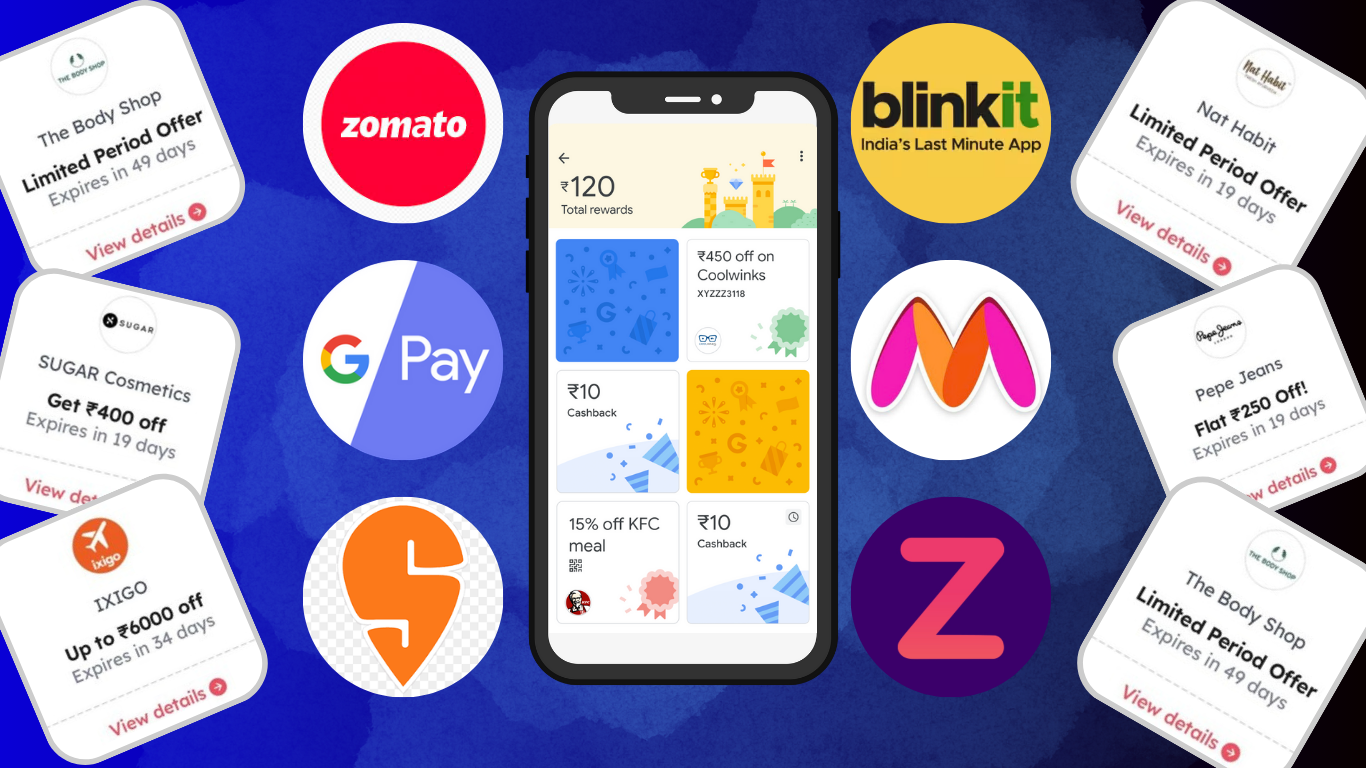 THE BODY SHOP
The Body Shop
Limited Period Offer
Expires in 49 days
View details
SUGAR
SUGAR Cosmetics
Get ₹400 off
Expires in 19 days
View det
ixigo
IXIGO
Up to ₹6000 off
Expires in 34 days
View details
zomato
G Pay
₹120
Total rewards
G
₹450 off on
Coolwinks
XYZZZ3118
₹10
Cashback
G
15% off KFC
meal
₹10
Cashback
blinkit
India's Last Minute App
Z
Nat Habit
Nat Habit
Limited Period Offer
Expires in 19 days
View details
Pepe Jeans
Pepe Jeans
Flat ₹250 Off!
Expires in 19 days
w details
THE BODY SHOP
The Body Shop
Limited Period Offer
Expires in 49 days
View details